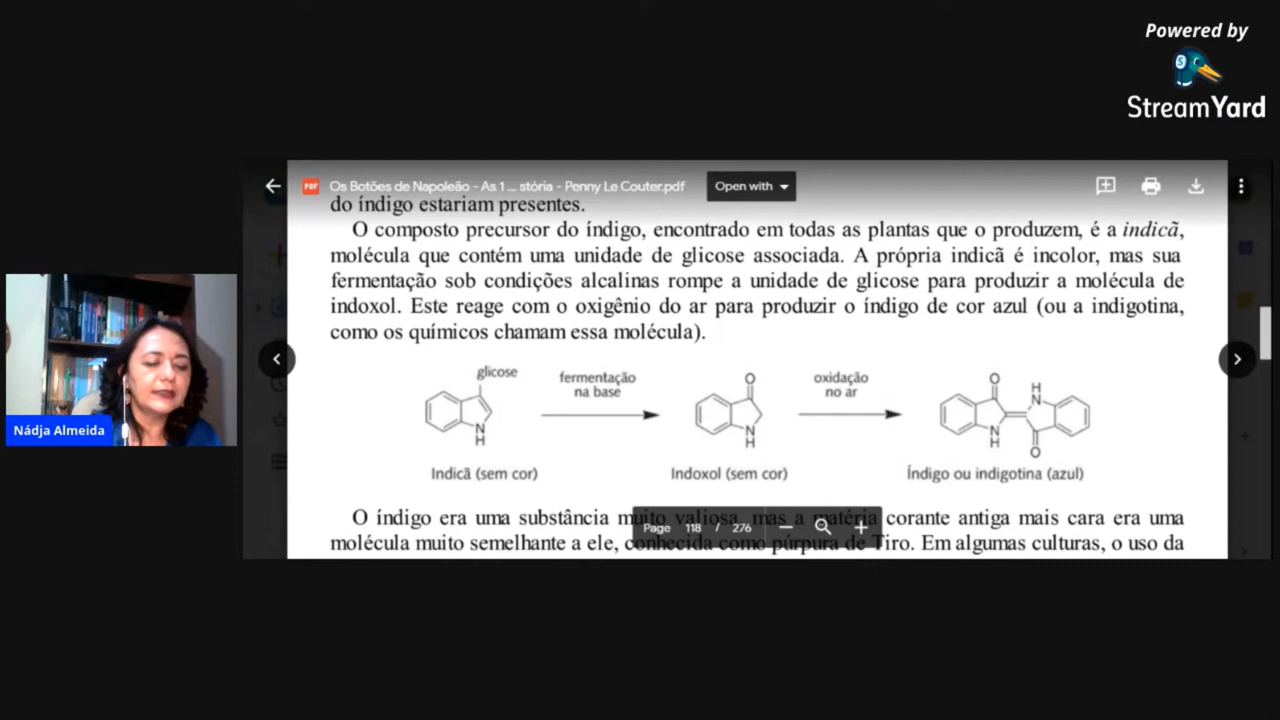 Powered by
StreamYard
Os Botões de Napoleão - As 1 ... stória - Penny Le Couter.pdf
Open with
do índigo estariam presentes.
O composto precursor do índigo, encontrado em todas as plantas que o produzem, é a indicã,
molécula que contém uma unidade de glicose associada. A própria indicã é incolor, mas sua
fermentação sob condições alcalinas rompe a unidade de glicose para produzir a molécula de
indoxol. Este reage com o oxigênio do ar para produzir o índigo de cor azul (ou a indigotina,
como os químicos chamam essa molécula).
glicose
fermentação
na base
oxidação
no ar
O
N
H
O
N
H
O
N
H
H
N
O
Indicã (sem cor)
Indoxol (sem cor)
Índigo ou indigotina (azul)
Nádja Almeida
O índigo era uma substância muito valiosa, mas a matéria corante antiga mais cara era uma
Page 118 / 276
molécula muito semelhante a ele, conhecida como púrpura de Tiro. Em algumas culturas, o uso da